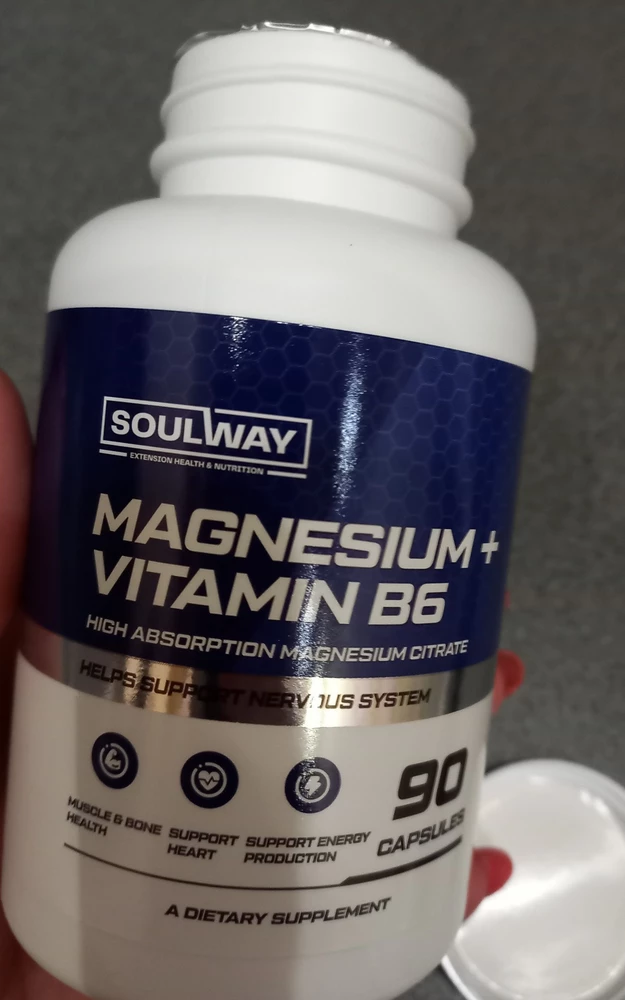 SOULWAY
EXTENSION HEALTH & NUTRITION
MAGNESIUM +
VITAMIN B6
HIGH ABSORPTION MAGNESIUM CITRATE
HELPS SUPPORT NERVOUS SYSTEM
MUSCLE & BONE
HEALTH
SUPPORT
HEART
SUPPORT ENERGY
PRODUCTION
90
CAPSULES
A DIETARY SUPPLEMENT